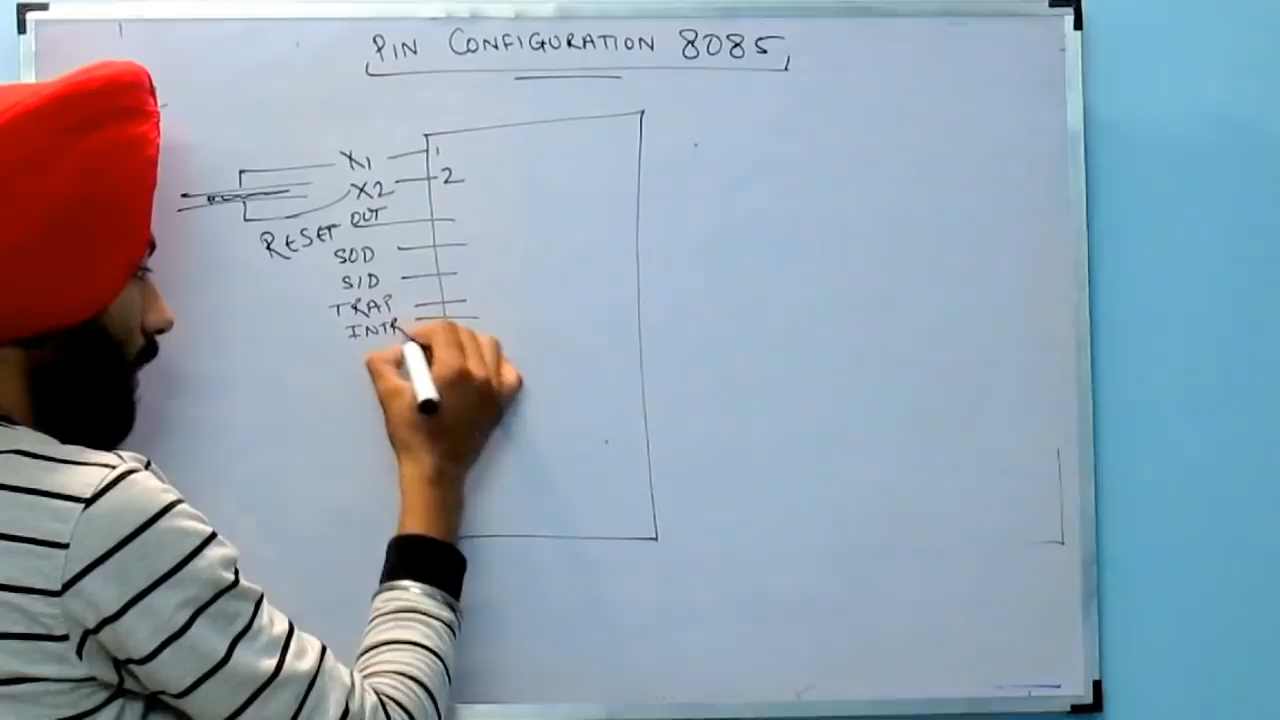 PIN CONFIGURATION 8085
X1 1
X2 2
RESET OUT
SOD
SID
TRAP
INTR